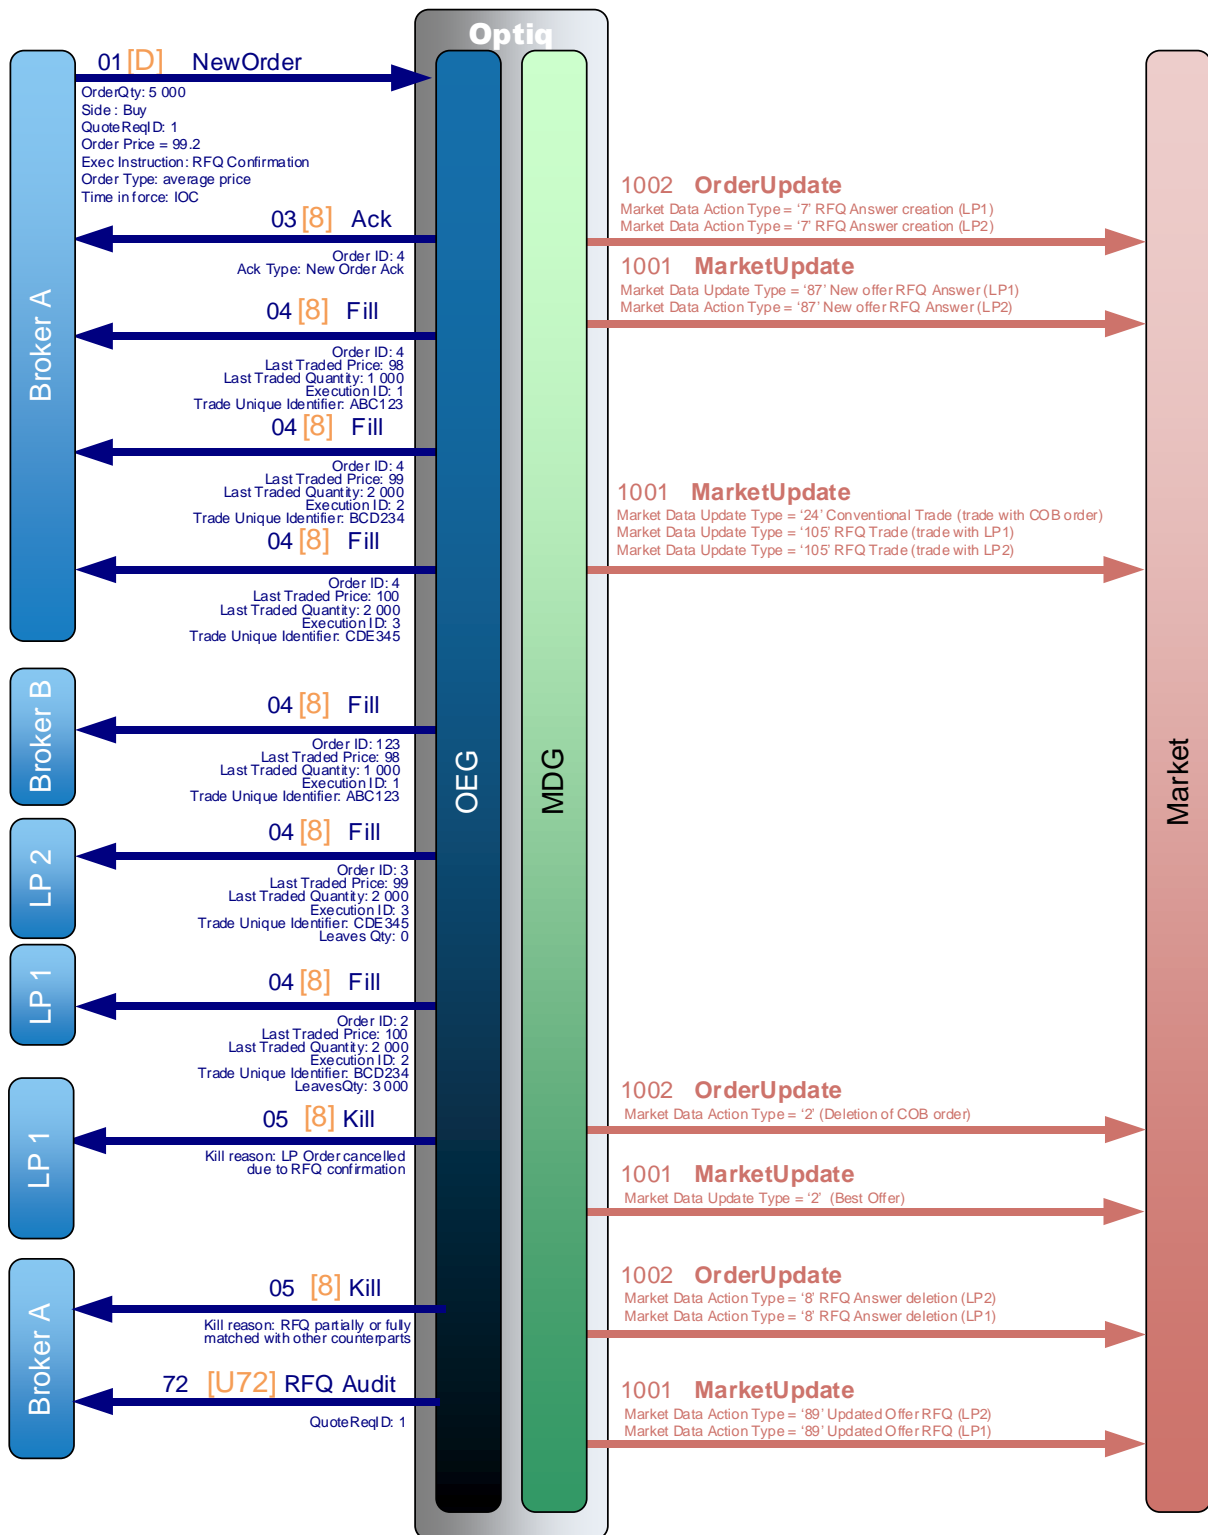 Optiq
01 [D] NewOrder
OrderQty: 5 000
Side : Buy
QuoteReqID: 1
Order Price = 99.2
Exec Instruction: RFQ Confirmation
Order Type: average price
Time in force: IOC
03 [8] Ack
Order ID: 4
Ack Type: New Order Ack
04 [8] Fill
Order ID: 4
Last Traded Price: 98
Last Traded Quantity: 1 000
Execution ID: 1
Trade Unique Identifier: ABC123
04 [8] Fill
Order ID: 4
Last Traded Price: 99
Last Traded Quantity: 2 000
Execution ID: 2
Trade Unique Identifier: BCD234
04 [8] Fill
Order ID: 4
Last Traded Price: 100
Last Traded Quantity: 2 000
Execution ID: 3
Trade Unique Identifier: CDE345
Broker A
04 [8] Fill
Order ID: 123
Last Traded Price: 98
Last Traded Quantity: 1 000
Execution ID: 1
Trade Unique Identifier: ABC123
Broker B
04 [8] Fill
Order ID: 3
Last Traded Price: 99
Last Traded Quantity: 2 000
Execution ID: 3
Trade Unique Identifier: CDE345
Leaves Qty: 0
LP 2
04 [8] Fill
Order ID: 2
Last Traded Price: 100
Last Traded Quantity: 2 000
Execution ID: 2
Trade Unique Identifier: BCD234
LeavesQty: 3 000
LP 1
05 [8] Kill
Kill reason: LP Order cancelled
due to RFQ confirmation
LP 1
05 [8] Kill
Kill reason: RFQ partially or fully
matched with other counterparts
72 [U72] RFQ Audit
QuoteReqID: 1
Broker A
OEG
MDG
1002 OrderUpdate
Market Data Action Type = ‘7’ RFQ Answer creation (LP1)
Market Data Action Type = ‘7’ RFQ Answer creation (LP2)
1001 MarketUpdate
Market Data Update Type = ‘87’ New offer RFQ Answer (LP1)
Market Data Action Type = ‘87’ New offer RFQ Answer (LP2)
1001 MarketUpdate
Market Data Update Type = ‘24’ Conventional Trade (trade with COB order)
Market Data Update Type = ‘105’ RFQ Trade (trade with LP1)
Market Data Update Type = ‘105’ RFQ Trade (trade with LP2)
1002 OrderUpdate
Market Data Action Type = ‘2’ (Deletion of COB order)
1001 MarketUpdate
Market Data Update Type = ‘2’ (Best Offer)
1002 OrderUpdate
Market Data Action Type = ‘8’ RFQ Answer deletion (LP2)
Market Data Action Type = ‘8’ RFQ Answer deletion (LP1)
1001 MarketUpdate
Market Data Action Type = ‘89’ Updated Offer RFQ (LP2)
Market Data Action Type = ‘89’ Updated Offer RFQ (LP1)
Market